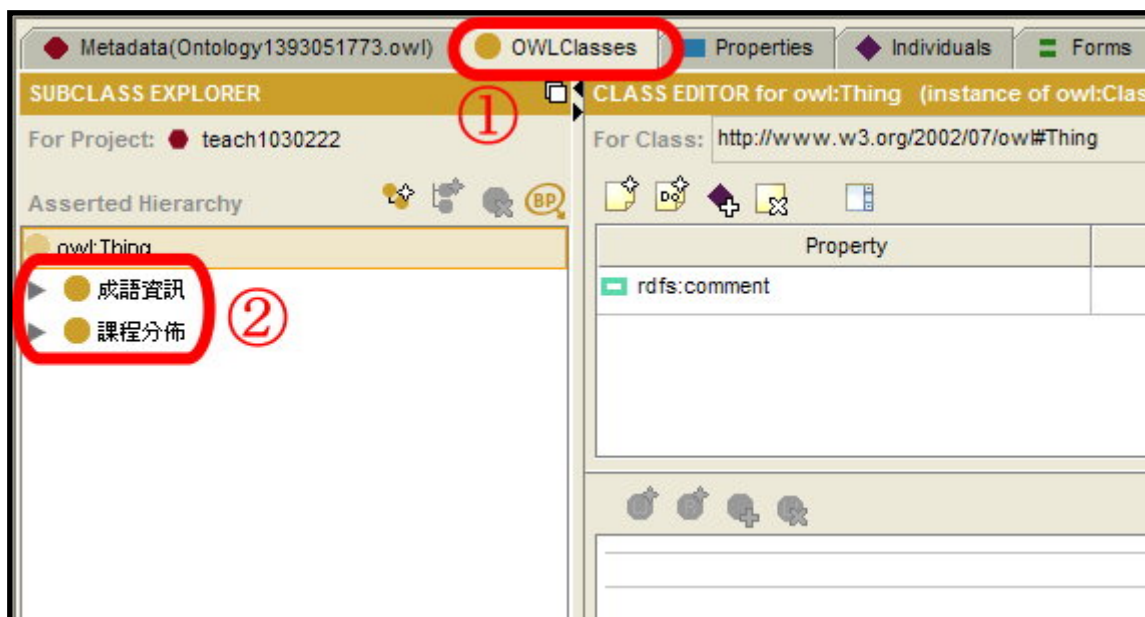 Metadata(Ontology1393051773.owl) OWLClasses Properties Individuals Forms
SUBCLASS EXPLORER
①
For Project: teach1030222
Asserted Hierarchy
BP
owl:Thing
成語資訊
課程分佈
②
CLASS EDITOR for owl:Thing (instance of owl:Clas
For Class: http://www.w3.org/2002/07/owl#Thing
Property
rdfs:comment